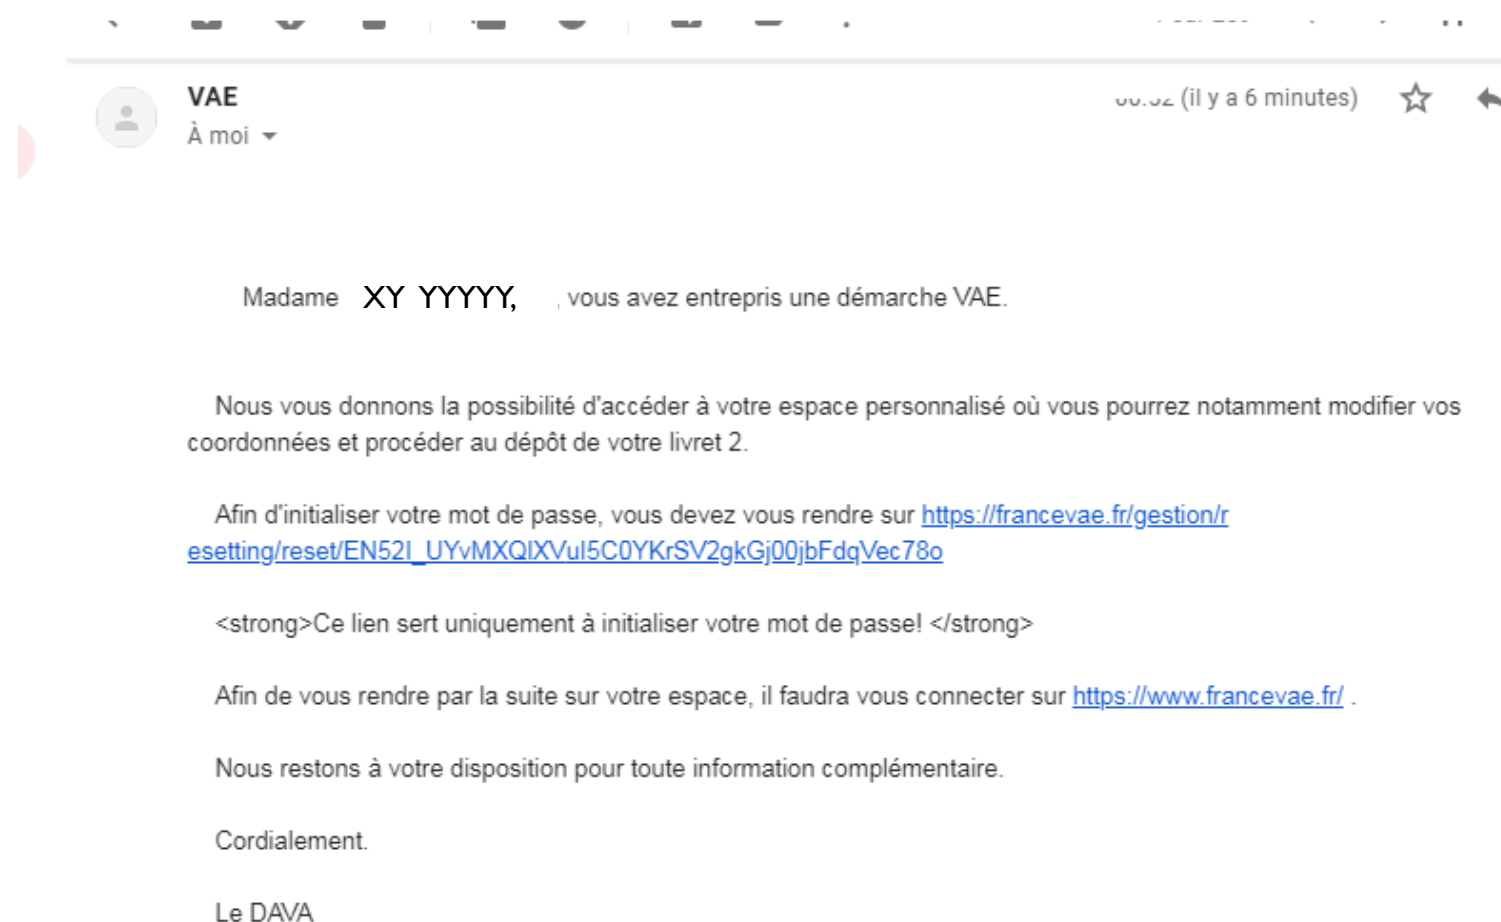 VAE
(il y a 6 minutes)
À moi
Madame XY YYYYY, , vous avez entrepris une démarche VAE.
Nous vous donnons la possibilité d'accéder à votre espace personnalisé où vous pourrez notamment modifier vos
coordonnées et procéder au dépôt de votre livret 2.
Afin d'initialiser votre mot de passe, vous devez vous rendre sur https://francevae.fr/gestion/r
esetting/reset/EN52I_UYvMXQIXVuI5C0YKrSV2gkGj00jbFdqVec78o
<strong>Ce lien sert uniquement à initialiser votre mot de passe! </strong>
Afin de vous rendre par la suite sur votre espace, il faudra vous connecter sur https://www.francevae.fr/ .
Nous restons à votre disposition pour toute information complémentaire.
Cordialement.
Le DAVA